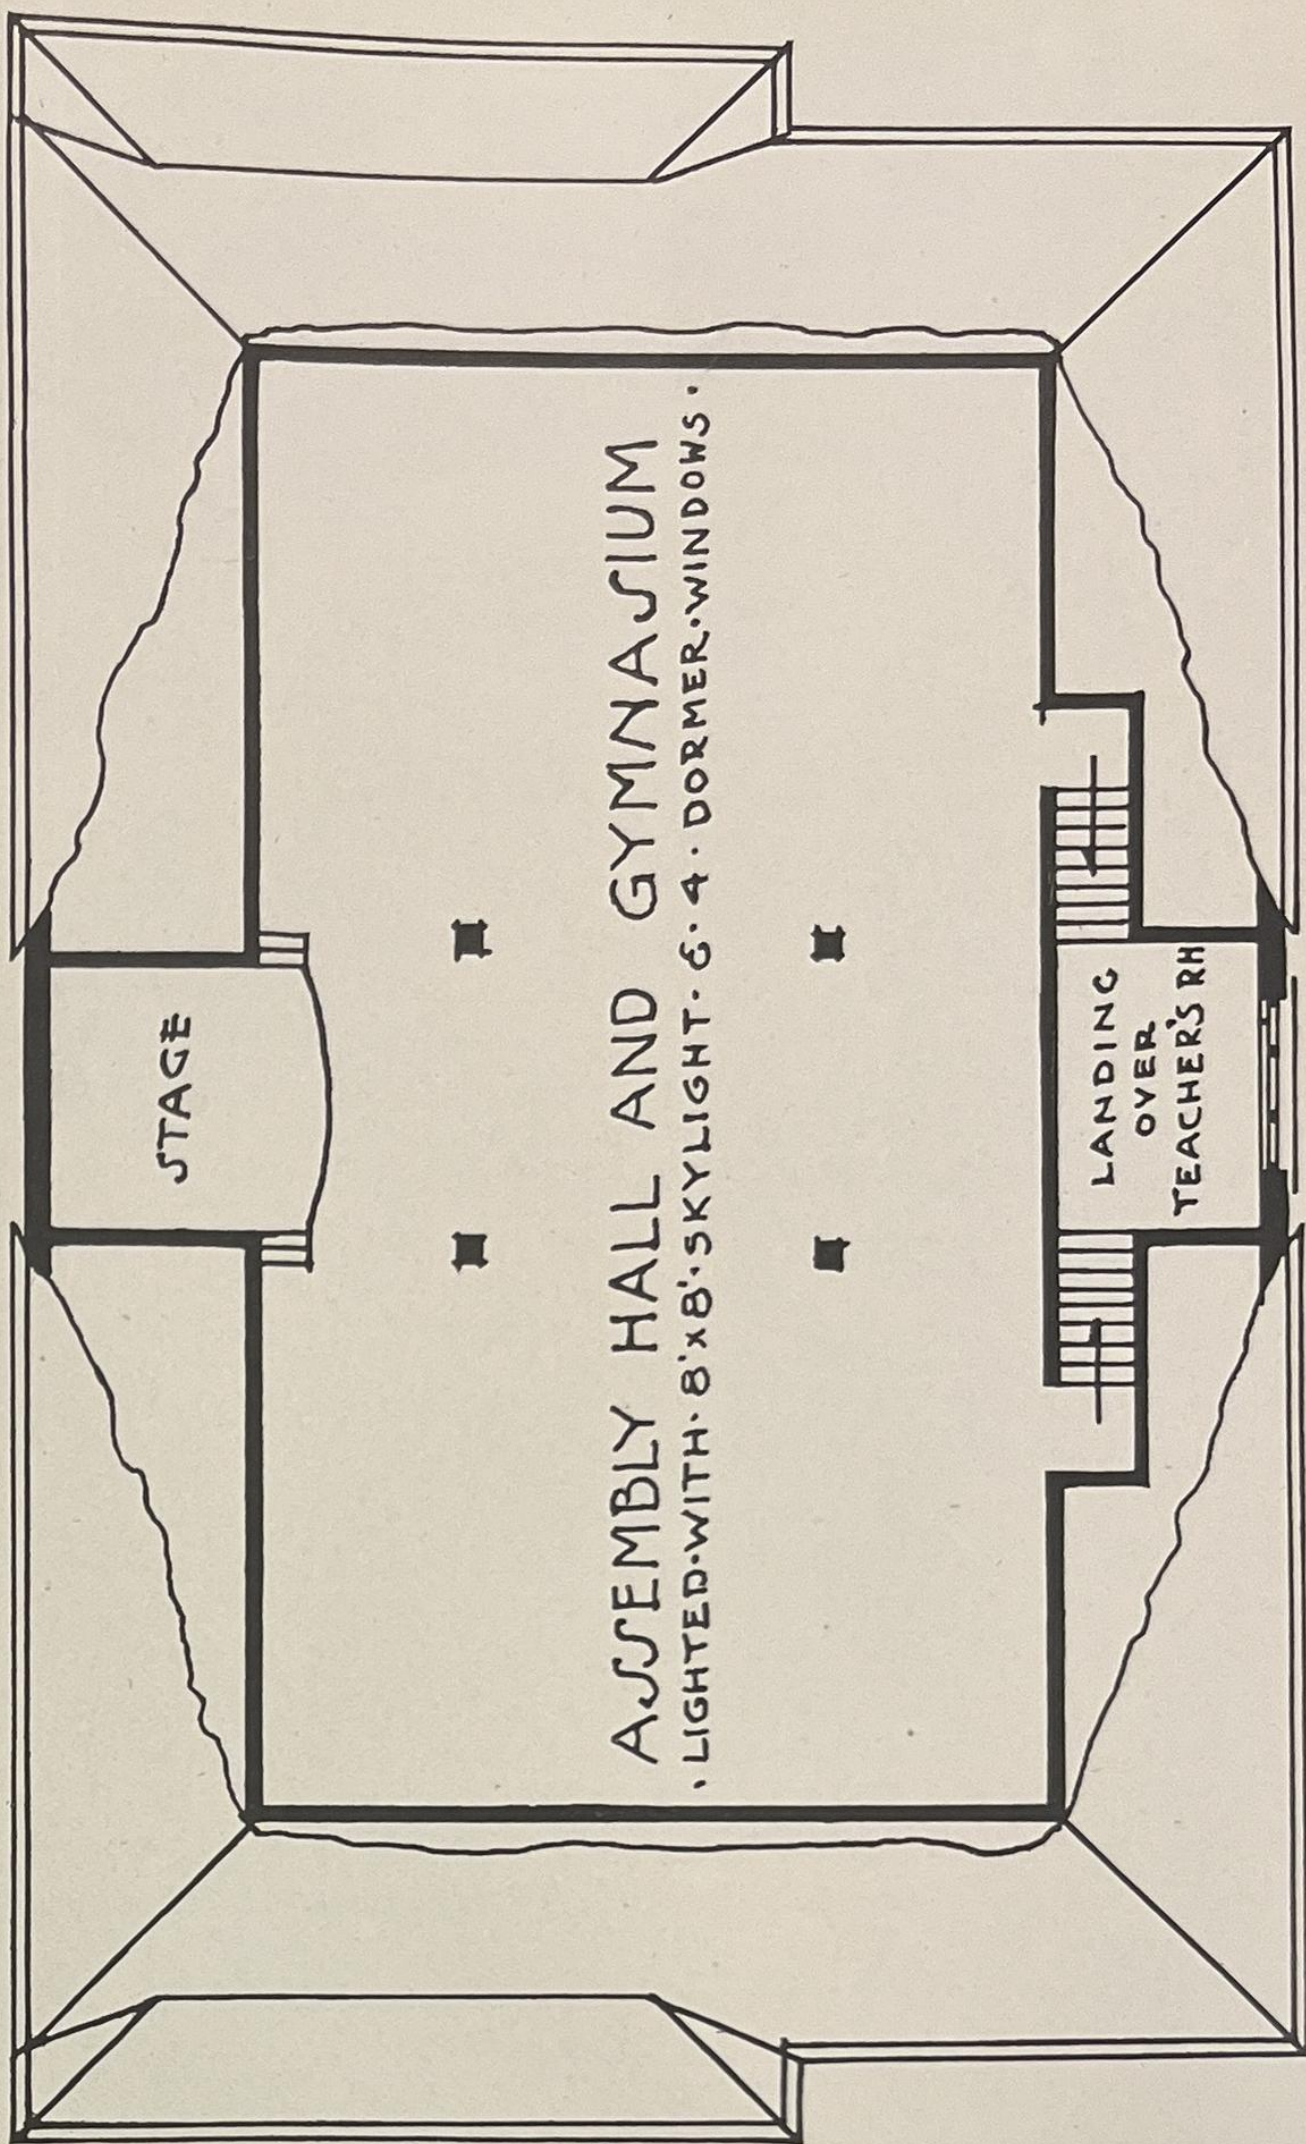 STAGE
ASSEMBLY HALL AND GYMNASIUM
. LIGHTED·WITH· 8'x8'· SKYLIGHT· & · 4 · DORMER·WINDOWS ·
LANDING
OVER
TEACHER'S RM